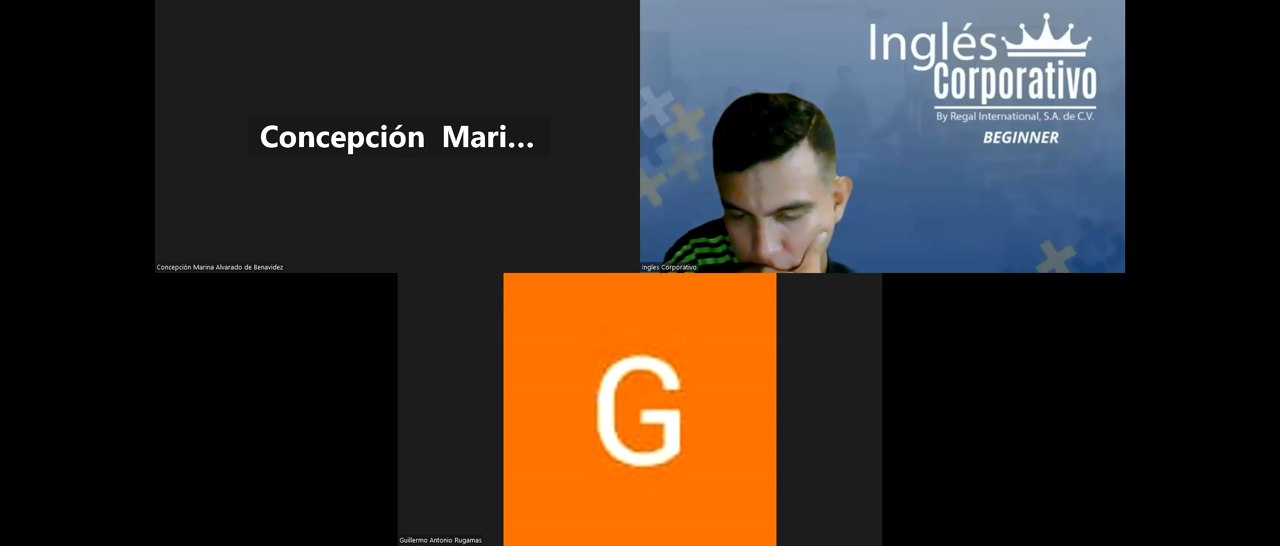 Concepción Mari...
Concepción Marina Alvarado de Benavidez
Inglés
Corporativo
By Regal International, S.A. de C.V.
BEGINNER
Ingles Corporativo
G
Guillermo Antonio Rugamas